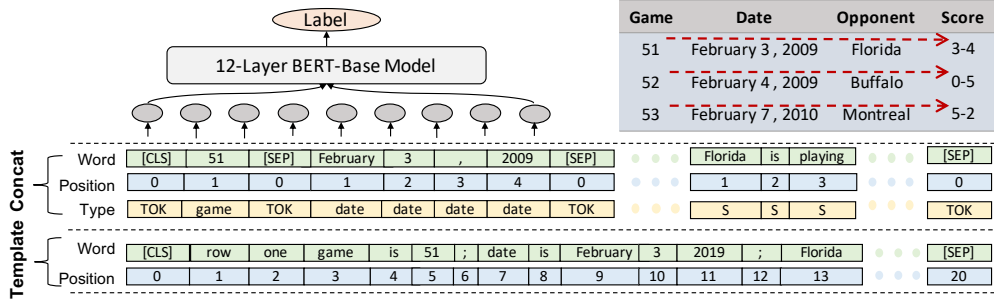 Label
12-Layer BERT-Base Model
Game Date Opponent Score
51 February 3 , 2009 Florida 3-4
52 February 4 , 2009 Buffalo 0-5
53 February 7 , 2010 Montreal 5-2
Concat
Word [CLS] 51 [SEP] February 3 , 2009 [SEP] Florida is playing [SEP]
Position 0 1 0 1 2 3 4 0 1 2 3 0
Type TOK game TOK date date date date TOK S S S TOK
Template
Word [CLS] row one game is 51 ; date is February 3 2019 ; Florida [SEP]
Position 0 1 2 3 4 5 6 7 8 9 10 11 12 13 20